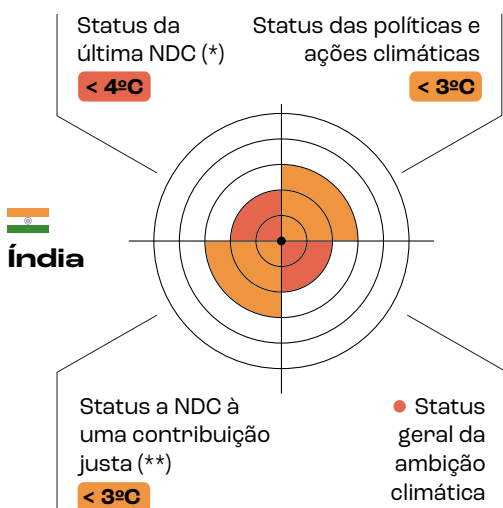 Status da
última NDC (*)
< 4ºC
Status das políticas e
ações climáticas
< 3ºC
Índia
Status a NDC à
uma contribuição
justa (**)
< 3ºC
Status
geral da
ambição
climática